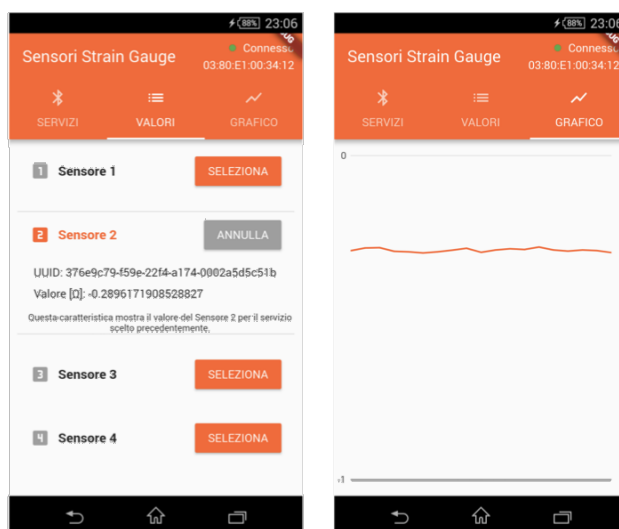 88% 23:06
Sensori Strain Gauge
Connesso
03:80:E1:00:34:12
SERVIZI VALORI GRAFICO
1 Sensore 1 SELEZIONA
2 Sensore 2 ANNULLA
UUID: 376e9c79-f59e-22f4-a174-0002a5d5c51b
Valore [Ω]: -0.2896171908528827
Questa caratteristica mostra il valore del Sensore 2 per il servizio
scelto precedentemente.
3 Sensore 3 SELEZIONA
4 Sensore 4 SELEZIONA
88% 23:06
Sensori Strain Gauge
Connesso
03:80:E1:00:34:12
SERVIZI VALORI GRAFICO
0
-1